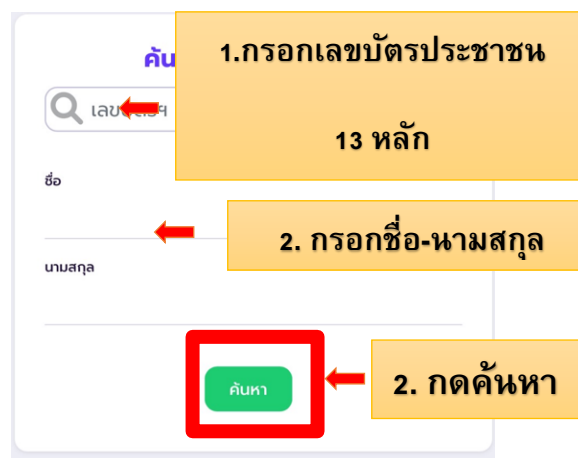 ค้น
1.กรอกเลขบัตรประชาชน
13 หลัก
ชื่อ
2. กรอกชื่อ-นามสกุล
นามสกุล
ค้นหา
2. กดค้นหา